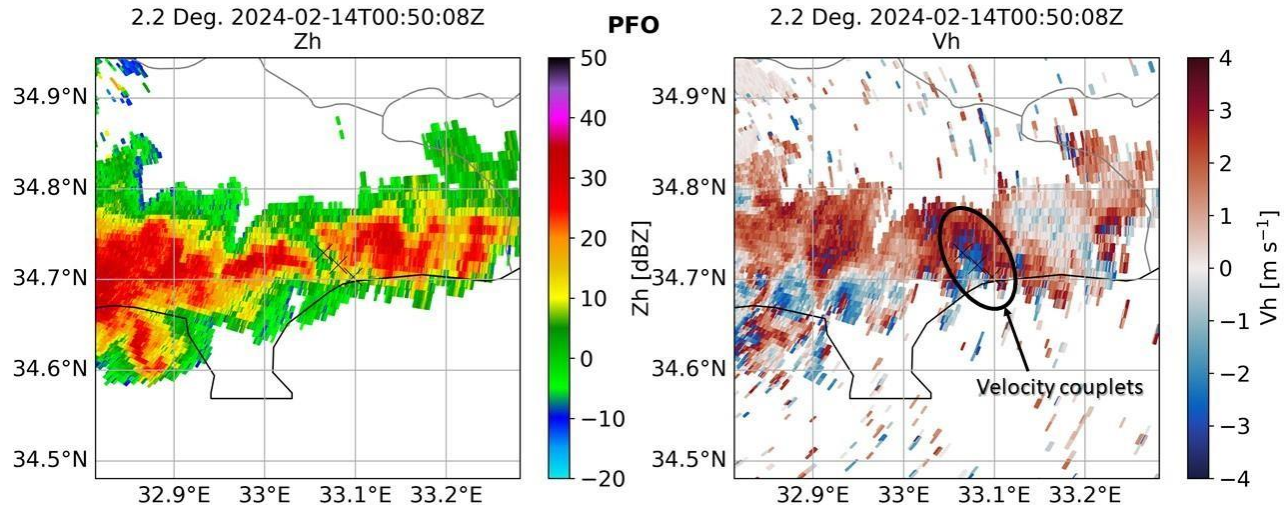 2.2 Deg. 2024-02-14T00:50:08Z
Zh
PFO
2.2 Deg. 2024-02-14T00:50:08Z
Vh
34.9°N
34.8°N
34.7°N
34.6°N
34.5°N
32.9°E 33°E 33.1°E 33.2°E
50
40
30
20
10
0
−10
−20
Zh [dBZ]
34.9°N
34.8°N
34.7°N
34.6°N
34.5°N
32.9°E 33°E 33.1°E 33.2°E
Velocity couplets
4
3
2
1
0
−1
−2
−3
−4
Vh [m s⁻¹]